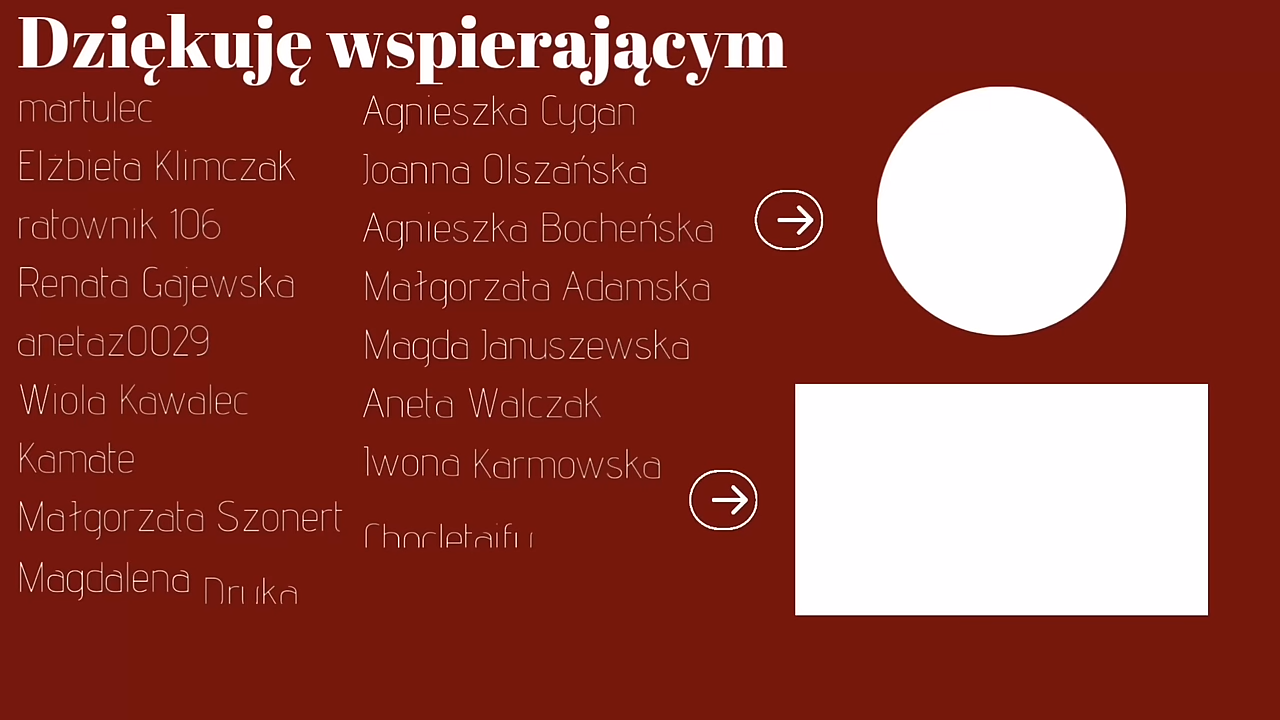 Dziękuję wspierającym
martulec
Elżbieta Klimczak
ratownik 106
Renata Gajewska
anetaz0029
Wiola Kawalec
Kamate
Małgorzata Szonert
Magdalena
Agnieszka Cygan
Joanna Olszańska
Agnieszka Bocheńska
Małgorzata Adamska
Magda Januszewska
Aneta Walczak
Iwona Karmowska